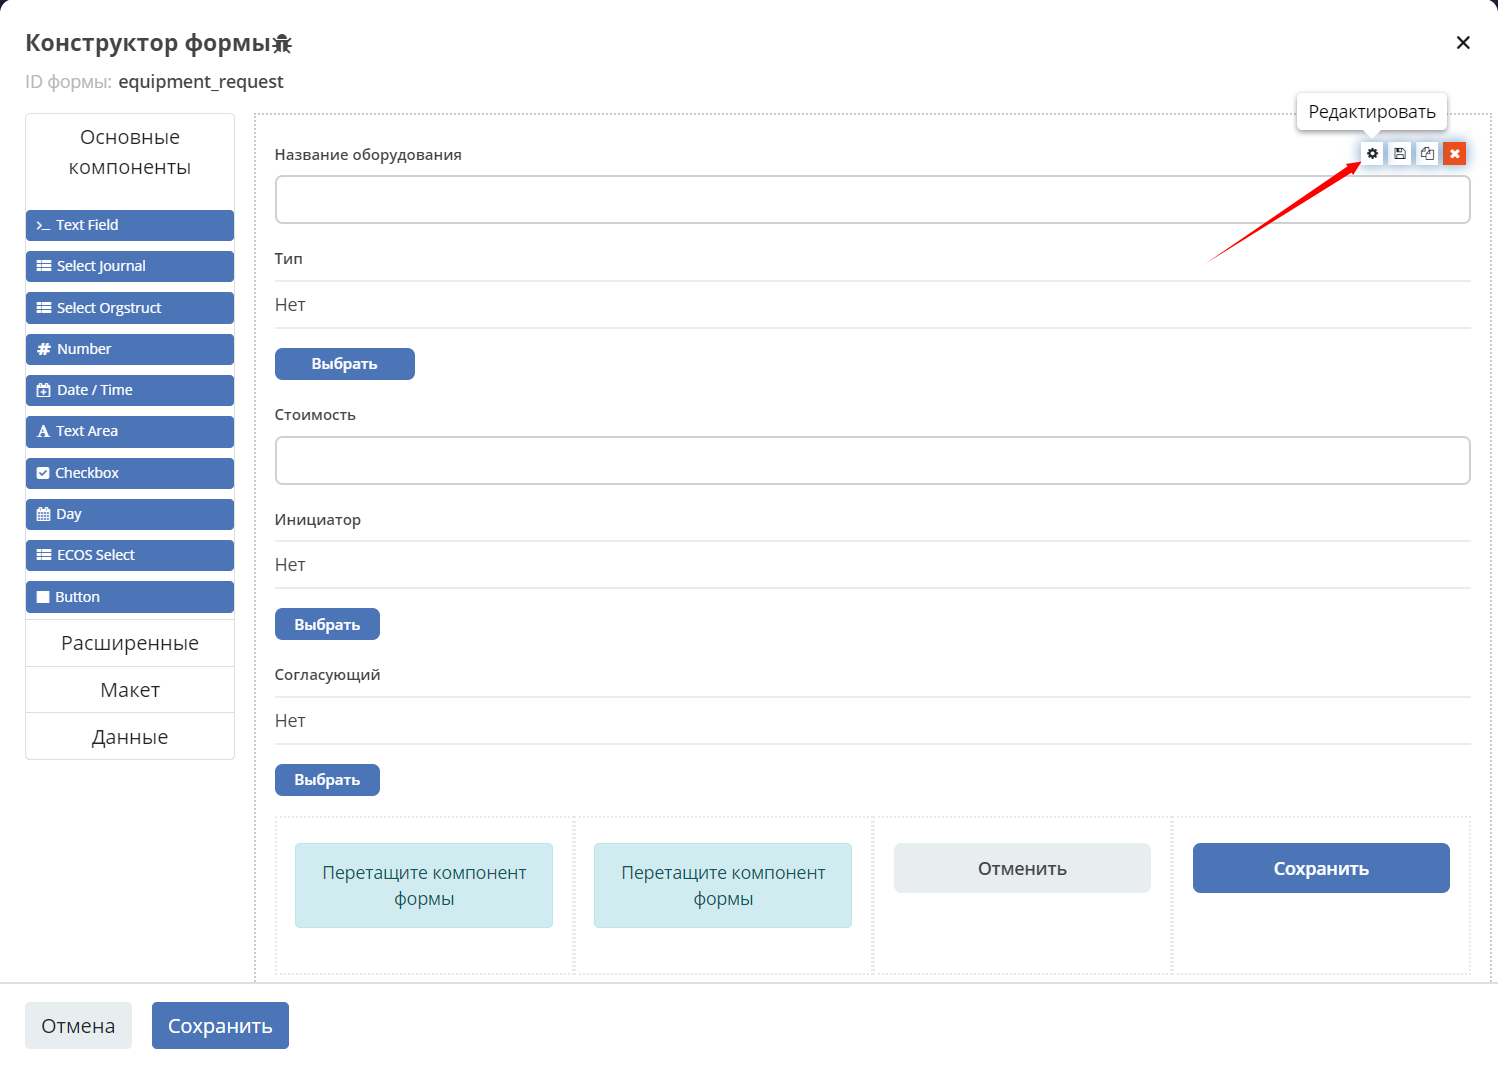 Конструктор формы
ID формы: equipment_request
Редактировать
Основные
компоненты
Text Field
Select Journal
Select Orgstruct
Number
Date / Time
Text Area
Checkbox
Day
ECOS Select
Button
Расширенные
Макет
Данные
Название оборудования
Тип
Нет
Выбрать
Стоимость
Инициатор
Нет
Выбрать
Согласующий
Нет
Выбрать
Перетащите компонент
формы
Перетащите компонент
формы
Отменить
Сохранить
Отмена
Сохранить